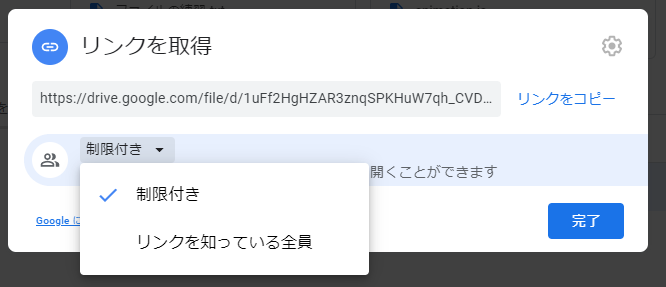 リンクを取得
https://drive.google.com/file/d/1uFf2HgHZAR3znqSPKHuW7qh_CVD...
リンクをコピー
制限付き
開くことができます
制限付き
リンクを知っている全員
Google に
完了